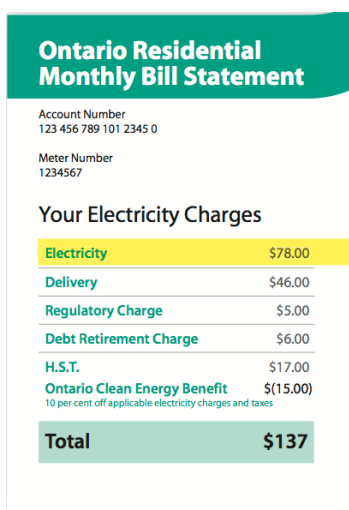 Ontario Residential
Monthly Bill Statement
Account Number
123 456 789 101 2345 0
Meter Number
1234567
Your Electricity Charges
Electricity $78.00
Delivery $46.00
Regulatory Charge $5.00
Debt Retirement Charge $6.00
H.S.T. $17.00
Ontario Clean Energy Benefit $(15.00)
10 per cent off applicable electricity charges and taxes
Total $137